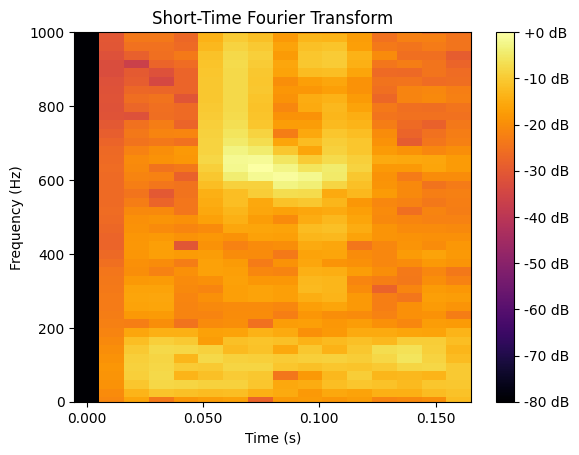 Short-Time Fourier Transform
1000
800
600
400
200
0
Frequency (Hz)
0.000
0.050
0.100
0.150
Time (s)
+0 dB
-10 dB
-20 dB
-30 dB
-40 dB
-50 dB
-60 dB
-70 dB
-80 dB